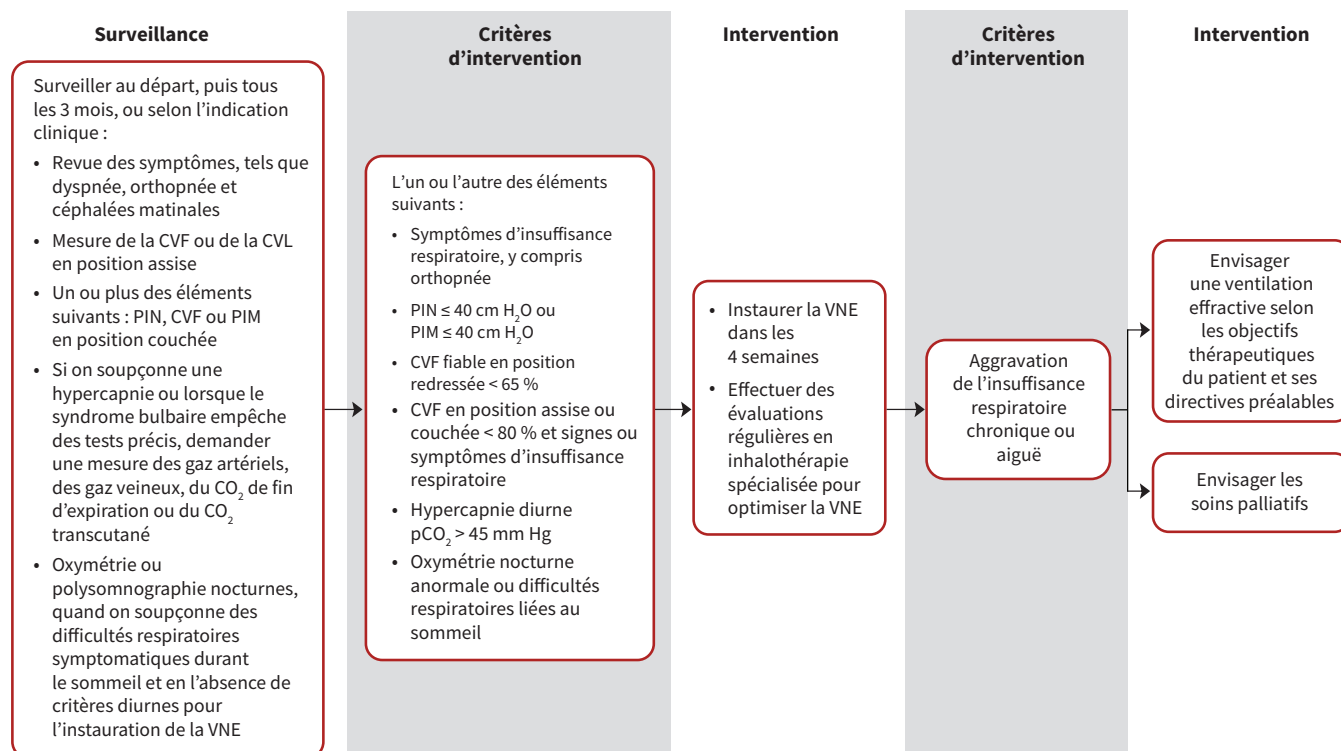 Surveillance
Surveiller au départ, puis tous
les 3 mois, ou selon l’indication
clinique :
• Revue des symptômes, tels que
dyspnée, orthopnée et
céphalées matinales
• Mesure de la CVF ou de la CVL
en position assise
• Un ou plus des éléments
suivants : PIN, CVF ou PIM
en position couchée
• Si on soupçonne une
hypercapnie ou lorsque le
syndrome bulbaire empêche
des tests précis, demander
une mesure des gaz artériels,
des gaz veineux, du CO₂ de fin
d’expiration ou du CO₂
transcutané
• Oxymétrie ou
polysomnographie nocturnes,
quand on soupçonne des
difficultés respiratoires
symptomatiques durant
le sommeil et en l’absence de
critères diurnes pour
l’instauration de la VNE
Critères
d’intervention
L’un ou l’autre des éléments
suivants :
• Symptômes d’insuffisance
respiratoire, y compris
orthopnée
• PIN ≤ 40 cm H₂O ou
PIM ≤ 40 cm H₂O
• CVF fiable en position
redressée < 65 %
• CVF en position assise ou
couchée < 80 % et signes ou
symptômes d’insuffisance
respiratoire
• Hypercapnie diurne
pCO₂ > 45 mm Hg
• Oxymétrie nocturne
anormale ou difficultés
respiratoires liées au
sommeil
Intervention
• Instaurer la VNE
dans les
4 semaines
• Effectuer des
évaluations
régulières en
inhalothérapie
spécialisée pour
optimiser la VNE
Critères
d’intervention
Aggravation
de l’insuffisance
respiratoire
chronique ou
aiguë
Intervention
Envisager
une ventilation
effractive selon
les objectifs
thérapeutiques
du patient et ses
directives préalables
Envisager les
soins palliatifs